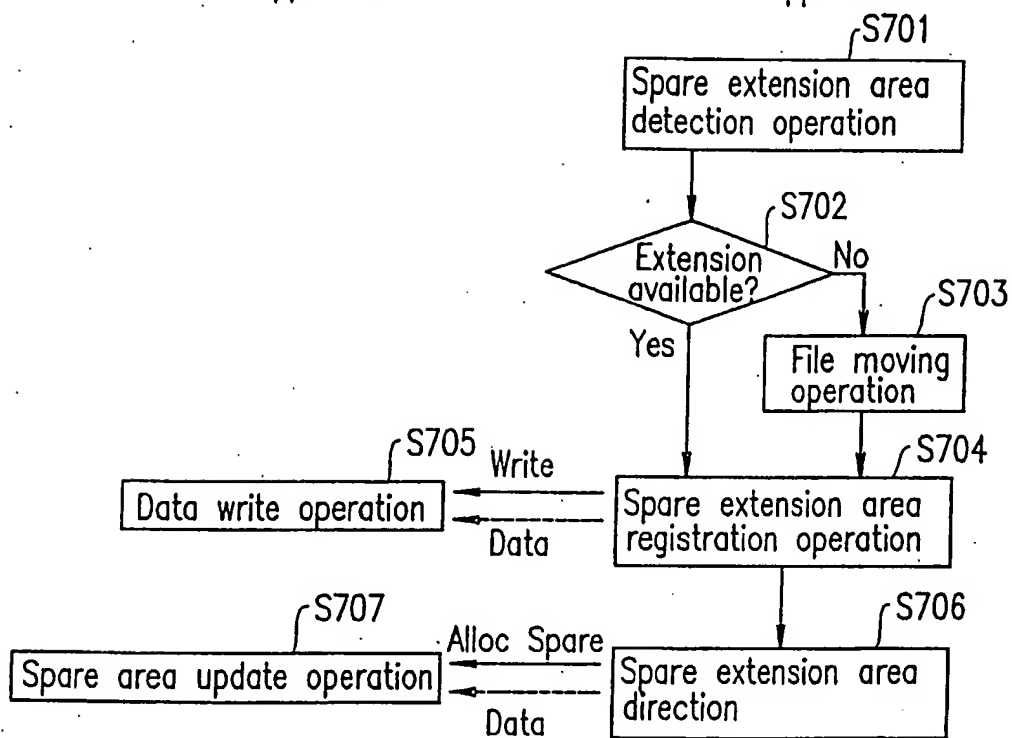 S701
Spare extension area
detection operation
S702
Extension
available?
No
Yes
S703
File moving
operation
S705
Write
S704
Data write operation
Spare extension area
registration operation
Data
S707
S706
Alloc Spare
Spare area update operation
Spare extension area
direction
Data